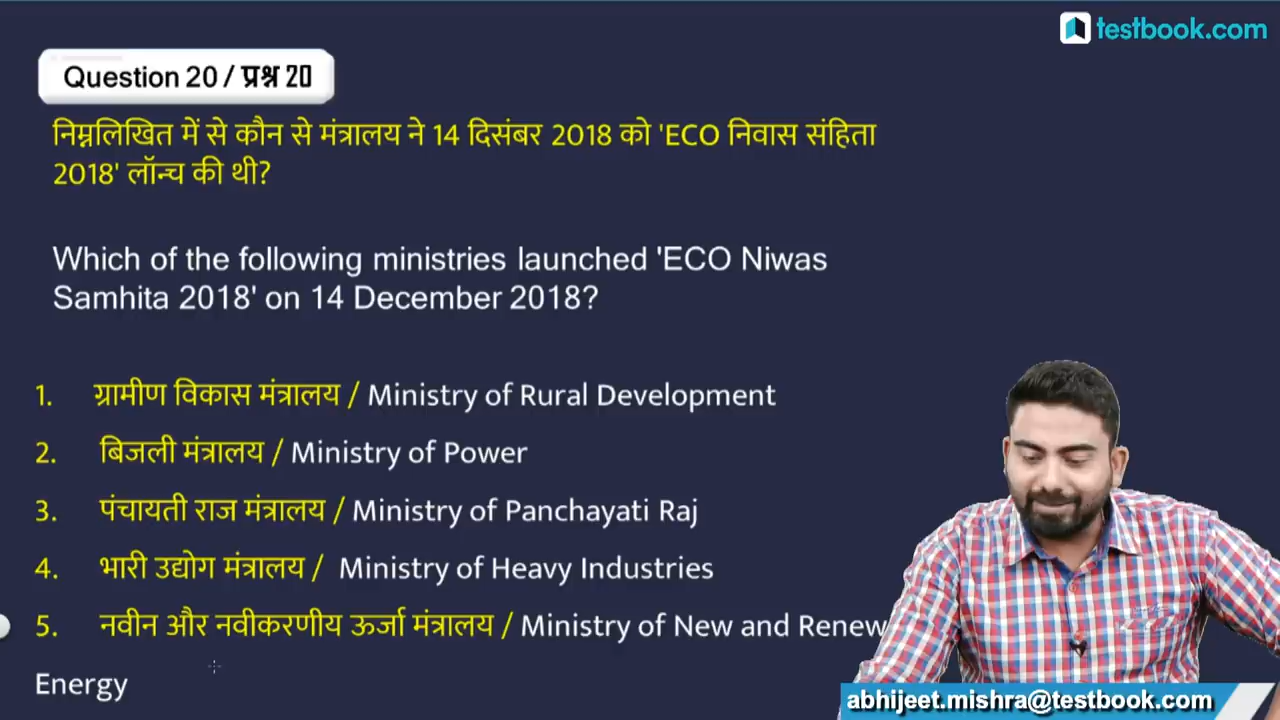 testbook.com
Question 20 / प्रश्न 20
निम्नलिखित में से कौन से मंत्रालय ने 14 दिसंबर 2018 को 'ECO निवास संहिता
2018' लॉन्च की थी?
Which of the following ministries launched 'ECO Niwas
Samhita 2018' on 14 December 2018?
1. ग्रामीण विकास मंत्रालय / Ministry of Rural Development
2. बिजली मंत्रालय / Ministry of Power
3. पंचायती राज मंत्रालय / Ministry of Panchayati Raj
4. भारी उद्योग मंत्रालय / Ministry of Heavy Industries
5. नवीन और नवीकरणीय ऊर्जा मंत्रालय / Ministry of New and Renew
Energy
abhijeet.mishra@testbook.com